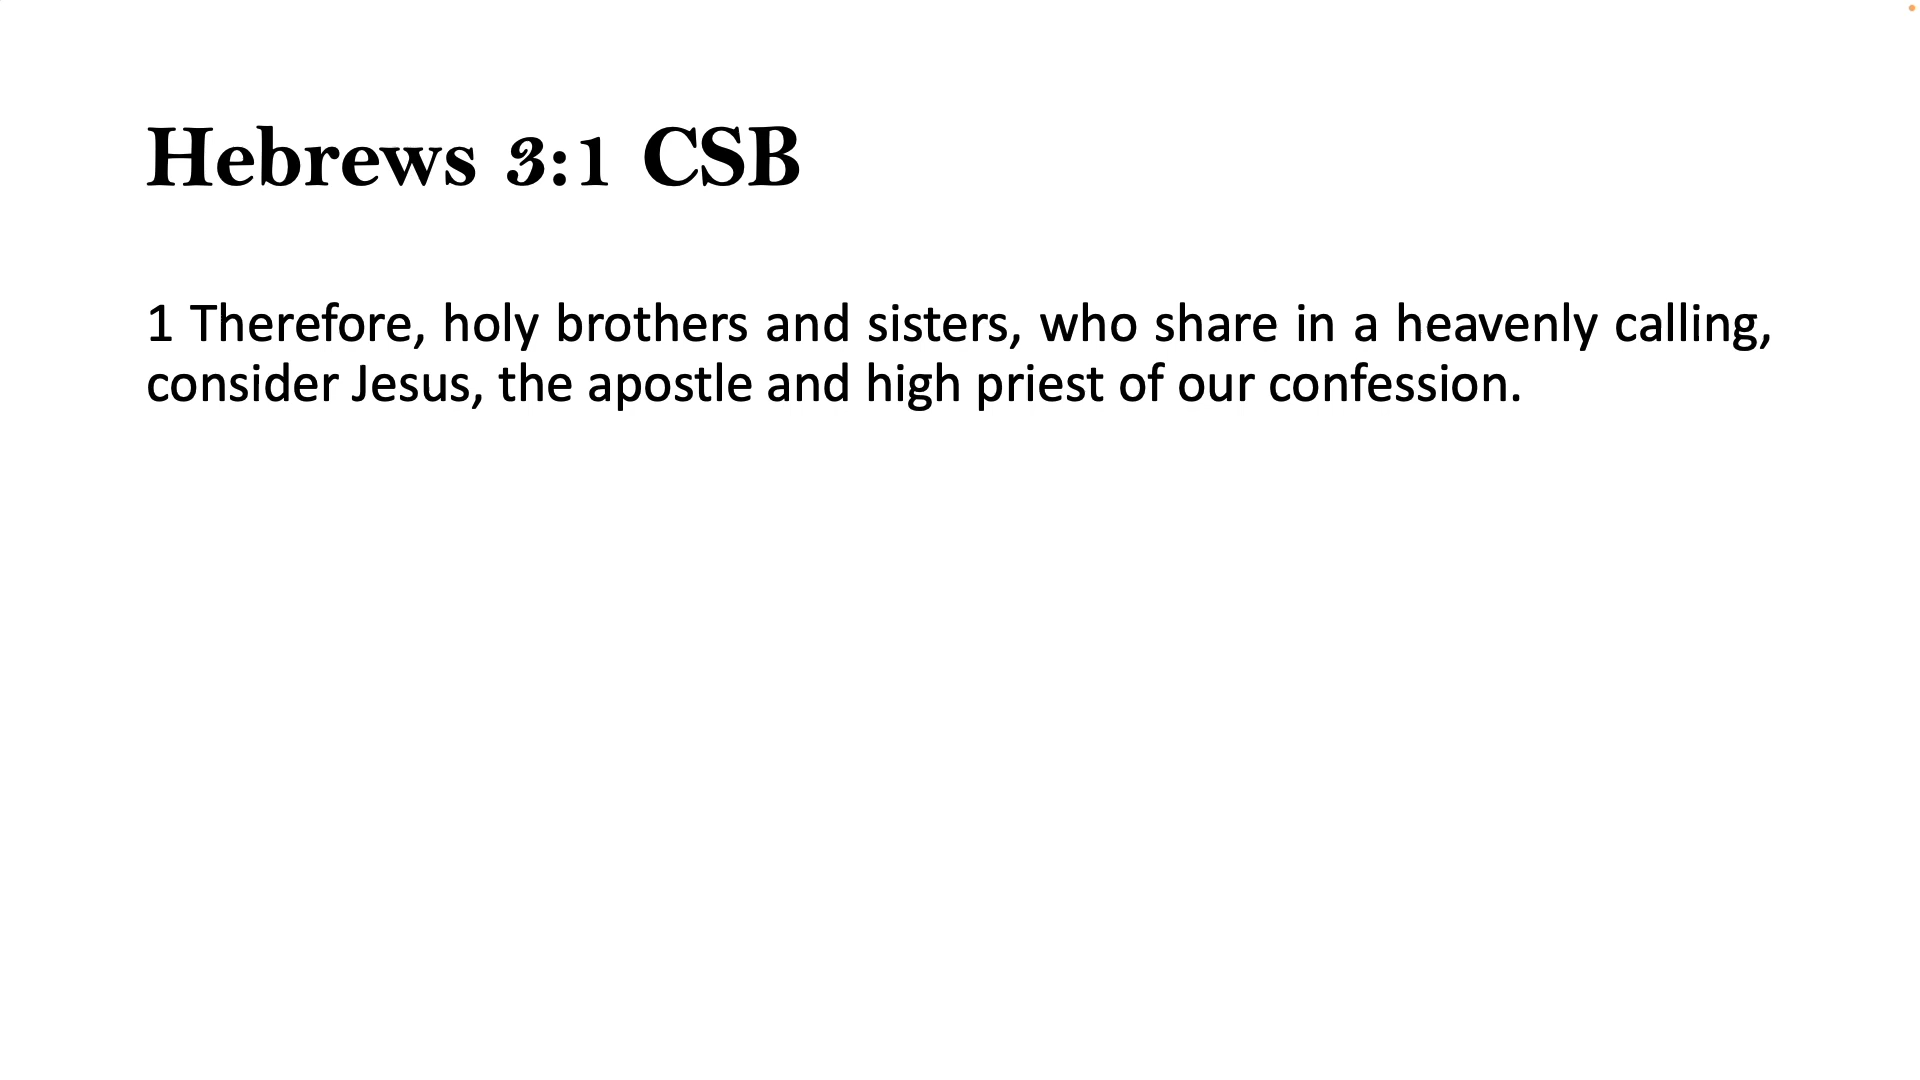 Hebrews 3:1 CSB
1 Therefore, holy brothers and sisters, who share in a heavenly calling,
consider Jesus, the apostle and high priest of our confession.